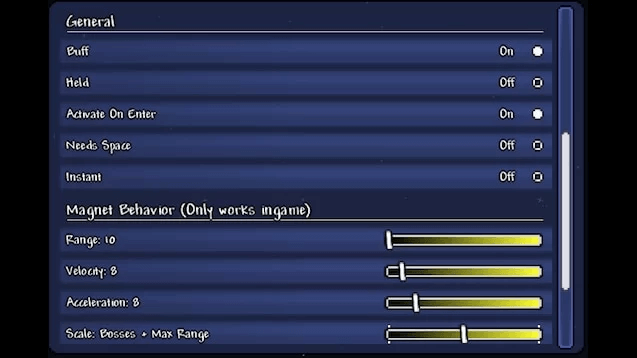 General
Buff On
Held Off
Activate On Enter On
Needs Space Off
Instant Off
Magnet Behavior (Only works ingame)
Range: 10
Velocity: 8
Acceleration: 8
Scale: Bosses + Max Range